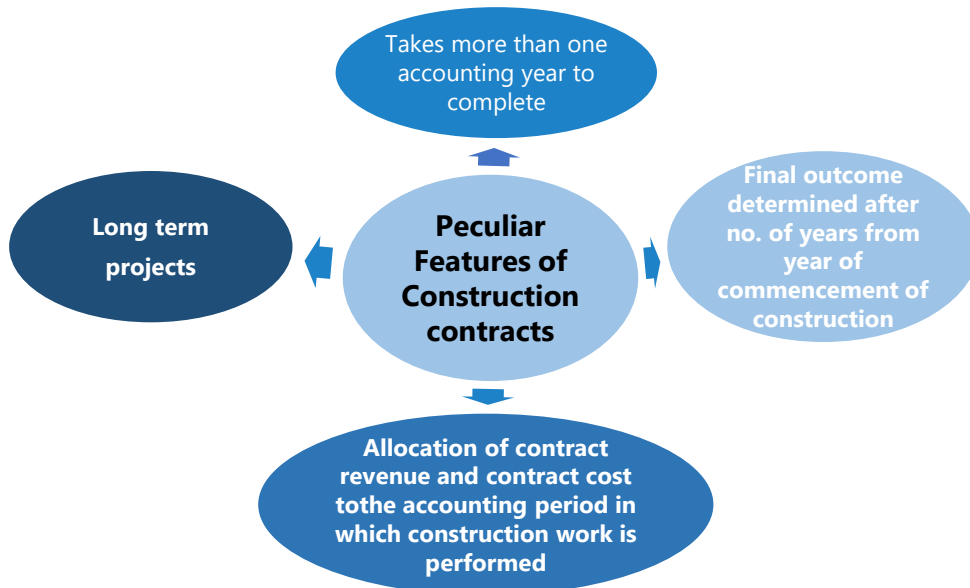 Takes more than one
accounting year to
complete
Long term
projects
Peculiar
Features of
Construction
contracts
Final outcome
determined after
no. of years from
year of
commencement of
construction
Allocation of contract
revenue and contract cost
tothe accounting period in
which construction work is
performed